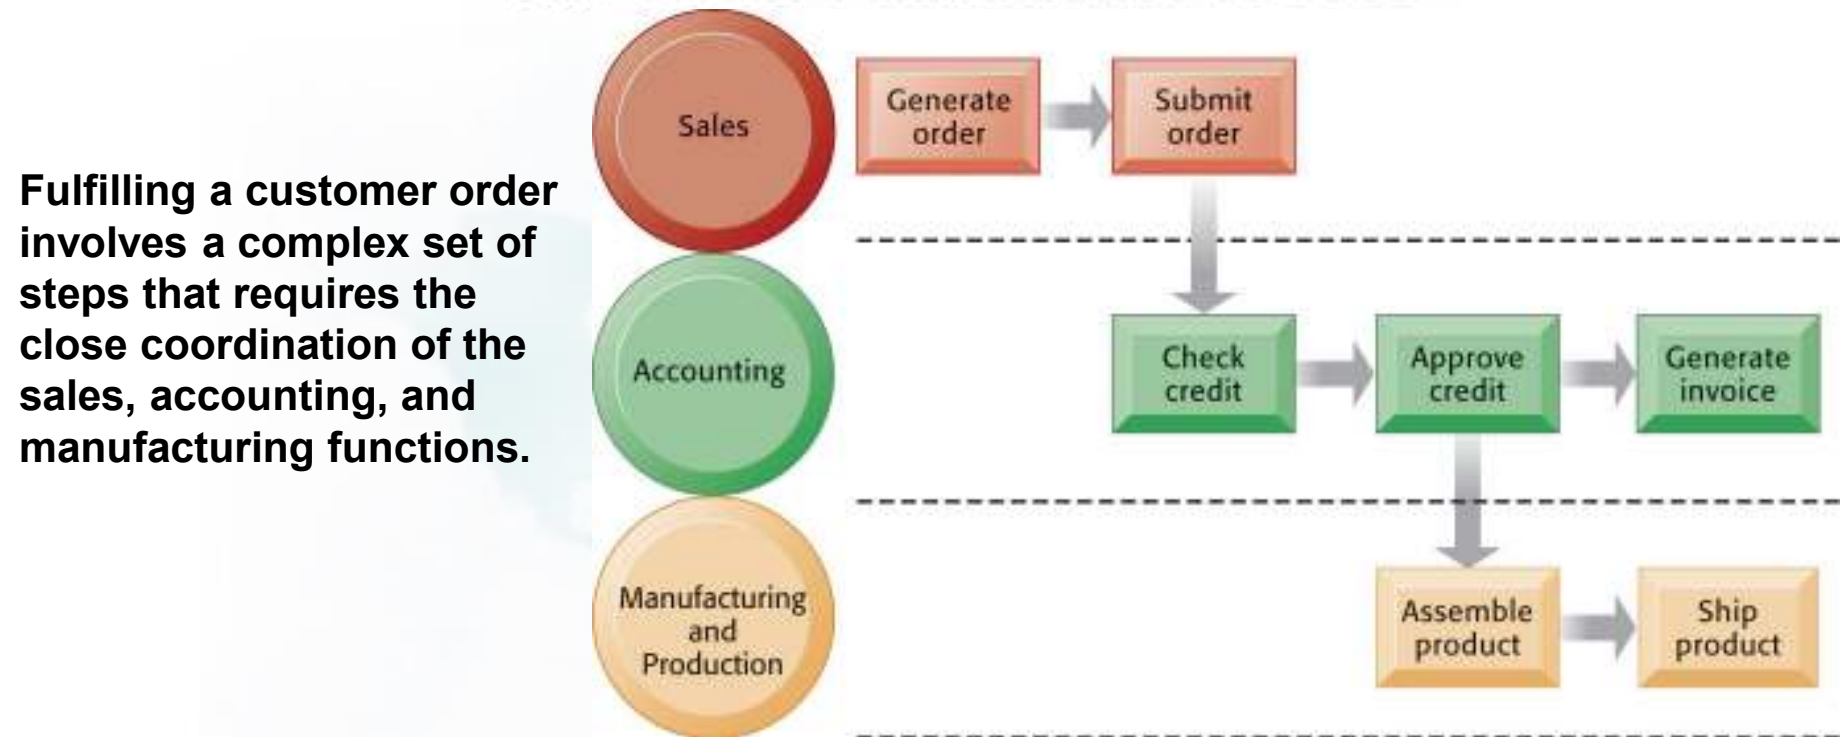 Fulfilling a customer order
involves a complex set of
steps that requires the
close coordination of the
sales, accounting, and
manufacturing functions.
Sales
Generate
order
Submit
order
Accounting
Check
credit
Approve
credit
Generate
invoice
Manufacturing
and
Production
Assemble
product
Ship
product